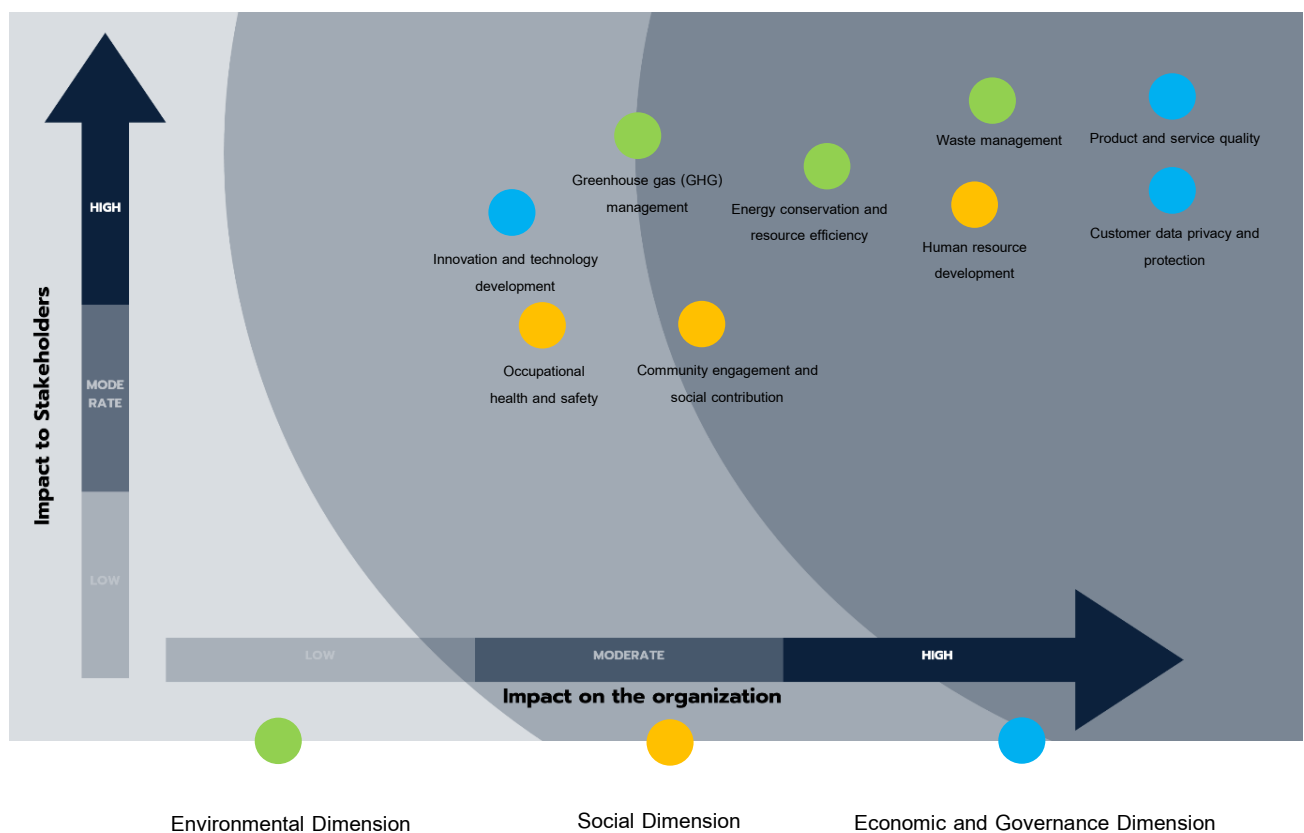 Impact to Stakeholders
HIGH
MODE
RATE
LOW
Waste management
Product and service quality
Greenhouse gas (GHG)
management
Energy conservation and
resource efficiency
Innovation and technology
development
Human resource
development
Customer data privacy and
protection
Occupational
health and safety
Community engagement and
social contribution
LOW
MODERATE
HIGH
Impact on the organization
Environmental Dimension
Social Dimension
Economic and Governance Dimension